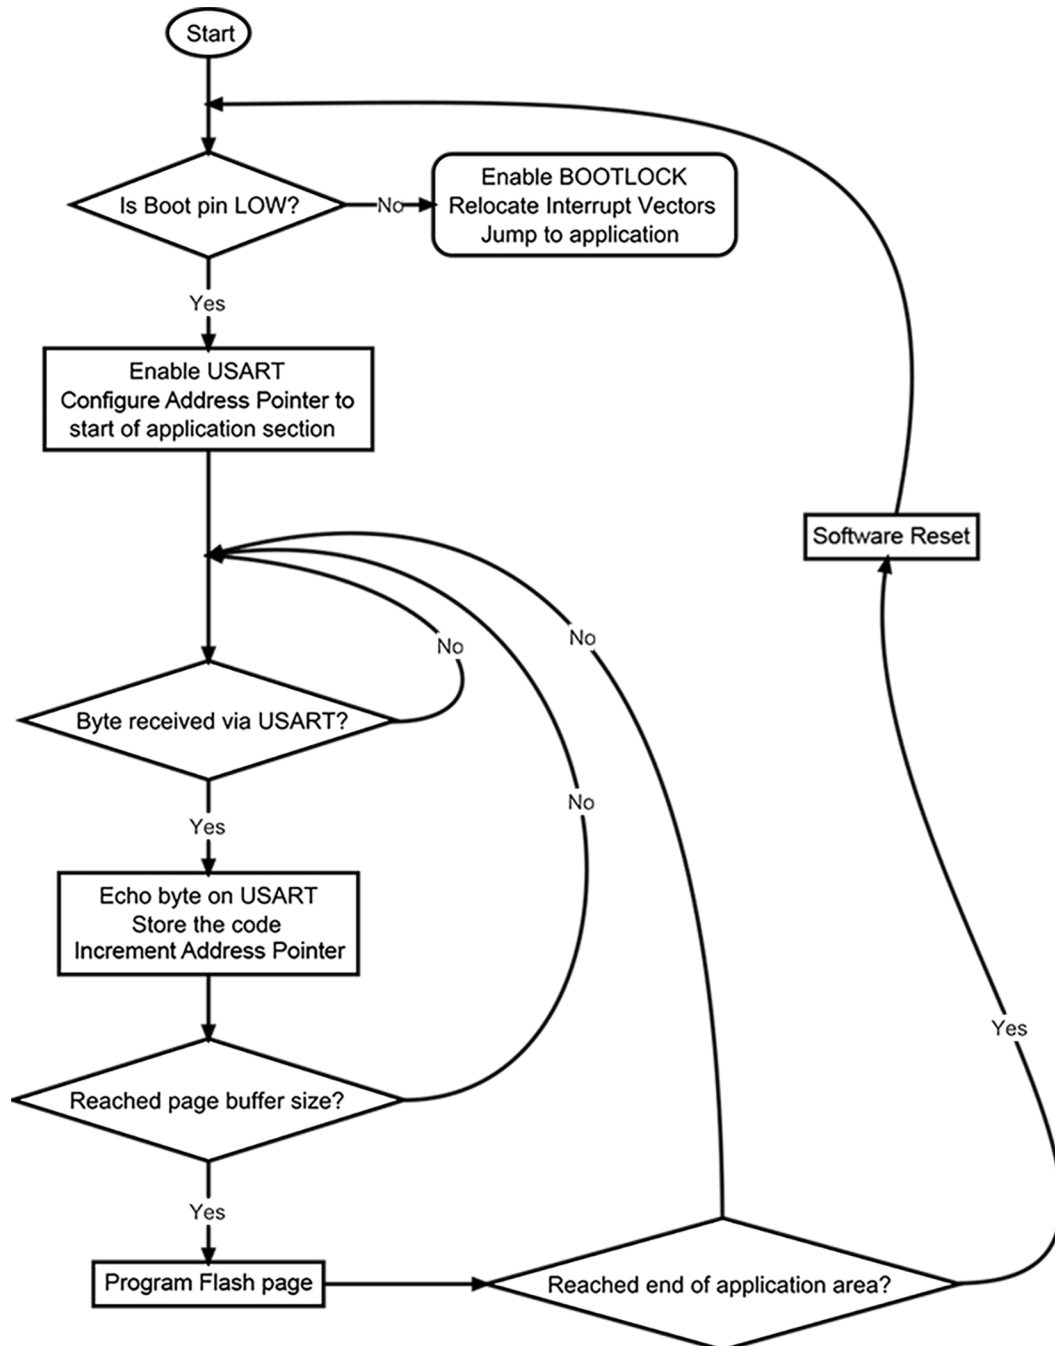 Start
Is Boot pin LOW?
No
Enable BOOTLOCK
Relocate Interrupt Vectors
Jump to application
Yes
Enable USART
Configure Address Pointer to
start of application section
Software Reset
No
No
Byte received via USART?
No
Yes
Echo byte on USART
Store the code
Increment Address Pointer
Yes
Reached page buffer size?
Yes
Program Flash page
Reached end of application area?